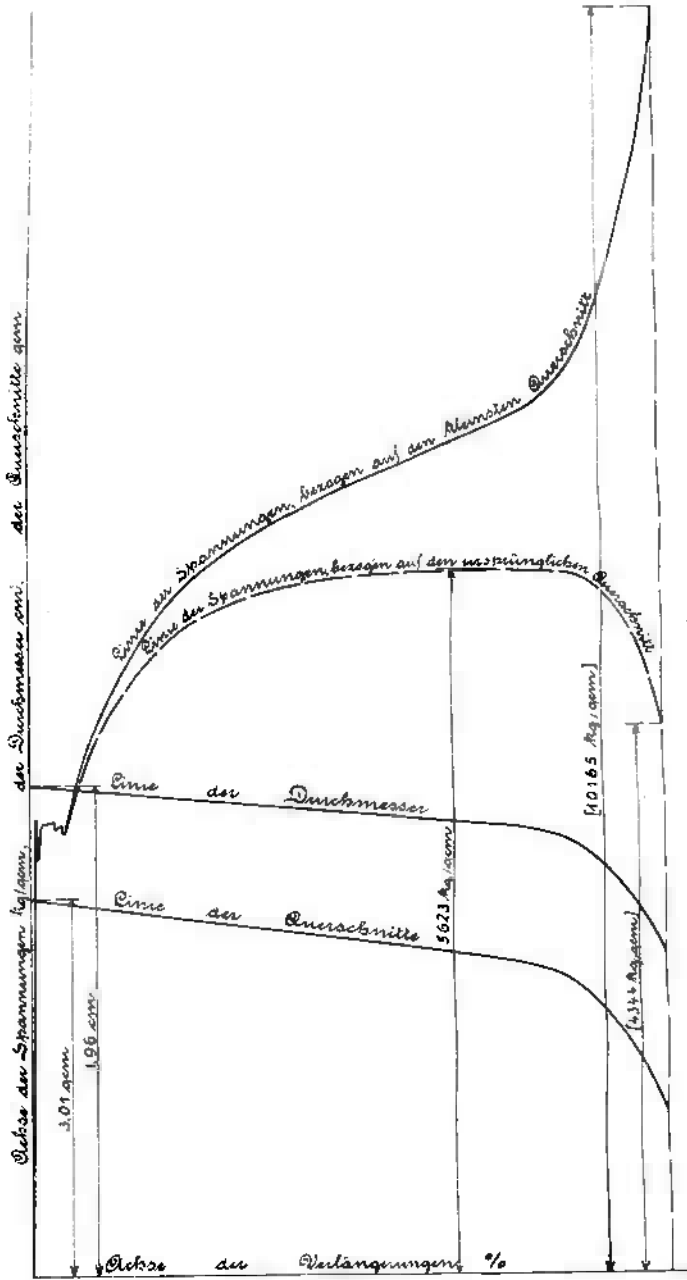 Achse der Spannungen kg/qcm, der Durchmesser cm, der Querschnitte qcm
Linie der Spannungen, bezogen auf den kleinsten Querschnitt
Linie der Spannungen, bezogen auf den ursprünglichen Querschnitt
Linie der Durchmesser
Linie der Querschnitte
3,01 qcm
1,96 cm
5623 kg/qcm
[10165 kg/qcm]
[4344 kg/qcm]
Achse der Verlängerungen %